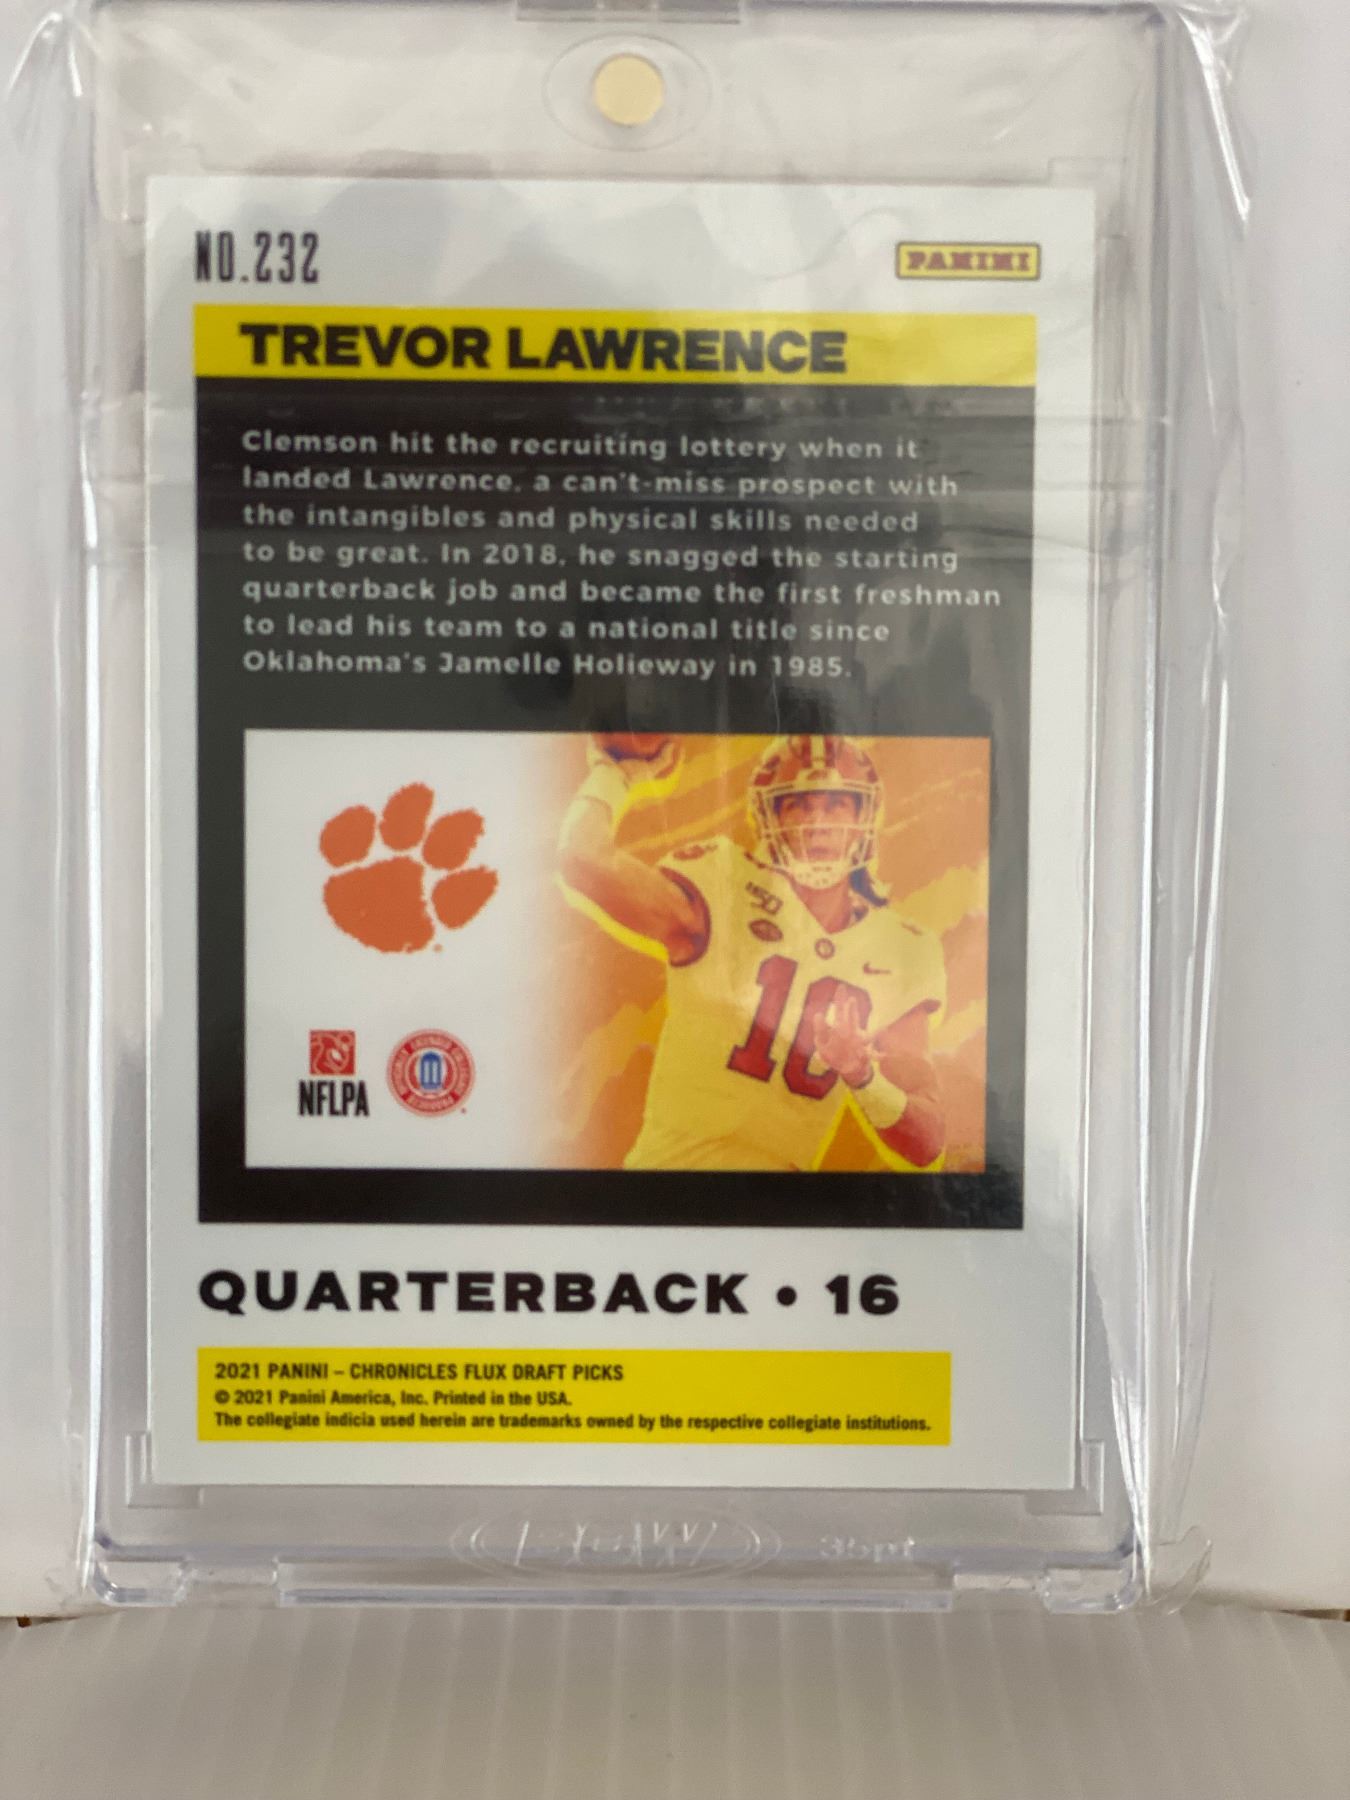 NO.232
PANINI
TREVOR LAWRENCE
Clemson hit the recruiting lottery when it
landed Lawrence, a can't-miss prospect with
the intangibles and physical skills needed
to be great. In 2018, he snagged the starting
quarterback job and became the first freshman
to lead his team to a national title since
Oklahoma's Jamelle Holieway in 1985.
150
16
NFLPA
QUARTERBACK • 16
2021 PANINI – CHRONICLES FLUX DRAFT PICKS
© 2021 Panini America, Inc. Printed in the USA.
The collegiate indicia used herein are trademarks owned by the respective collegiate institutions.
35pt